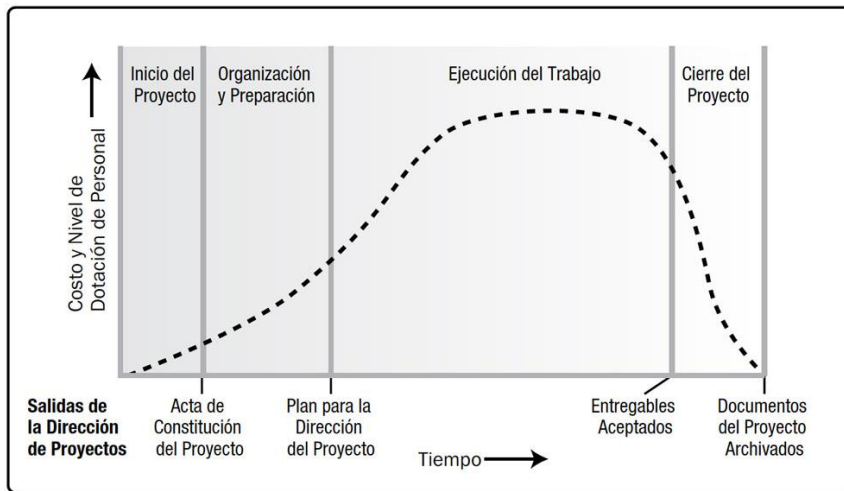 Inicio del
Proyecto
Organización
y Preparación
Ejecución del Trabajo
Cierre del
Proyecto
Costo y Nivel de
Dotación de Personal
Salidas de
la Dirección
de Proyectos
Acta de
Constitución
del Proyecto
Plan para la
Dirección
del Proyecto
Entregables
Aceptados
Documentos
del Proyecto
Archivados
Tiempo